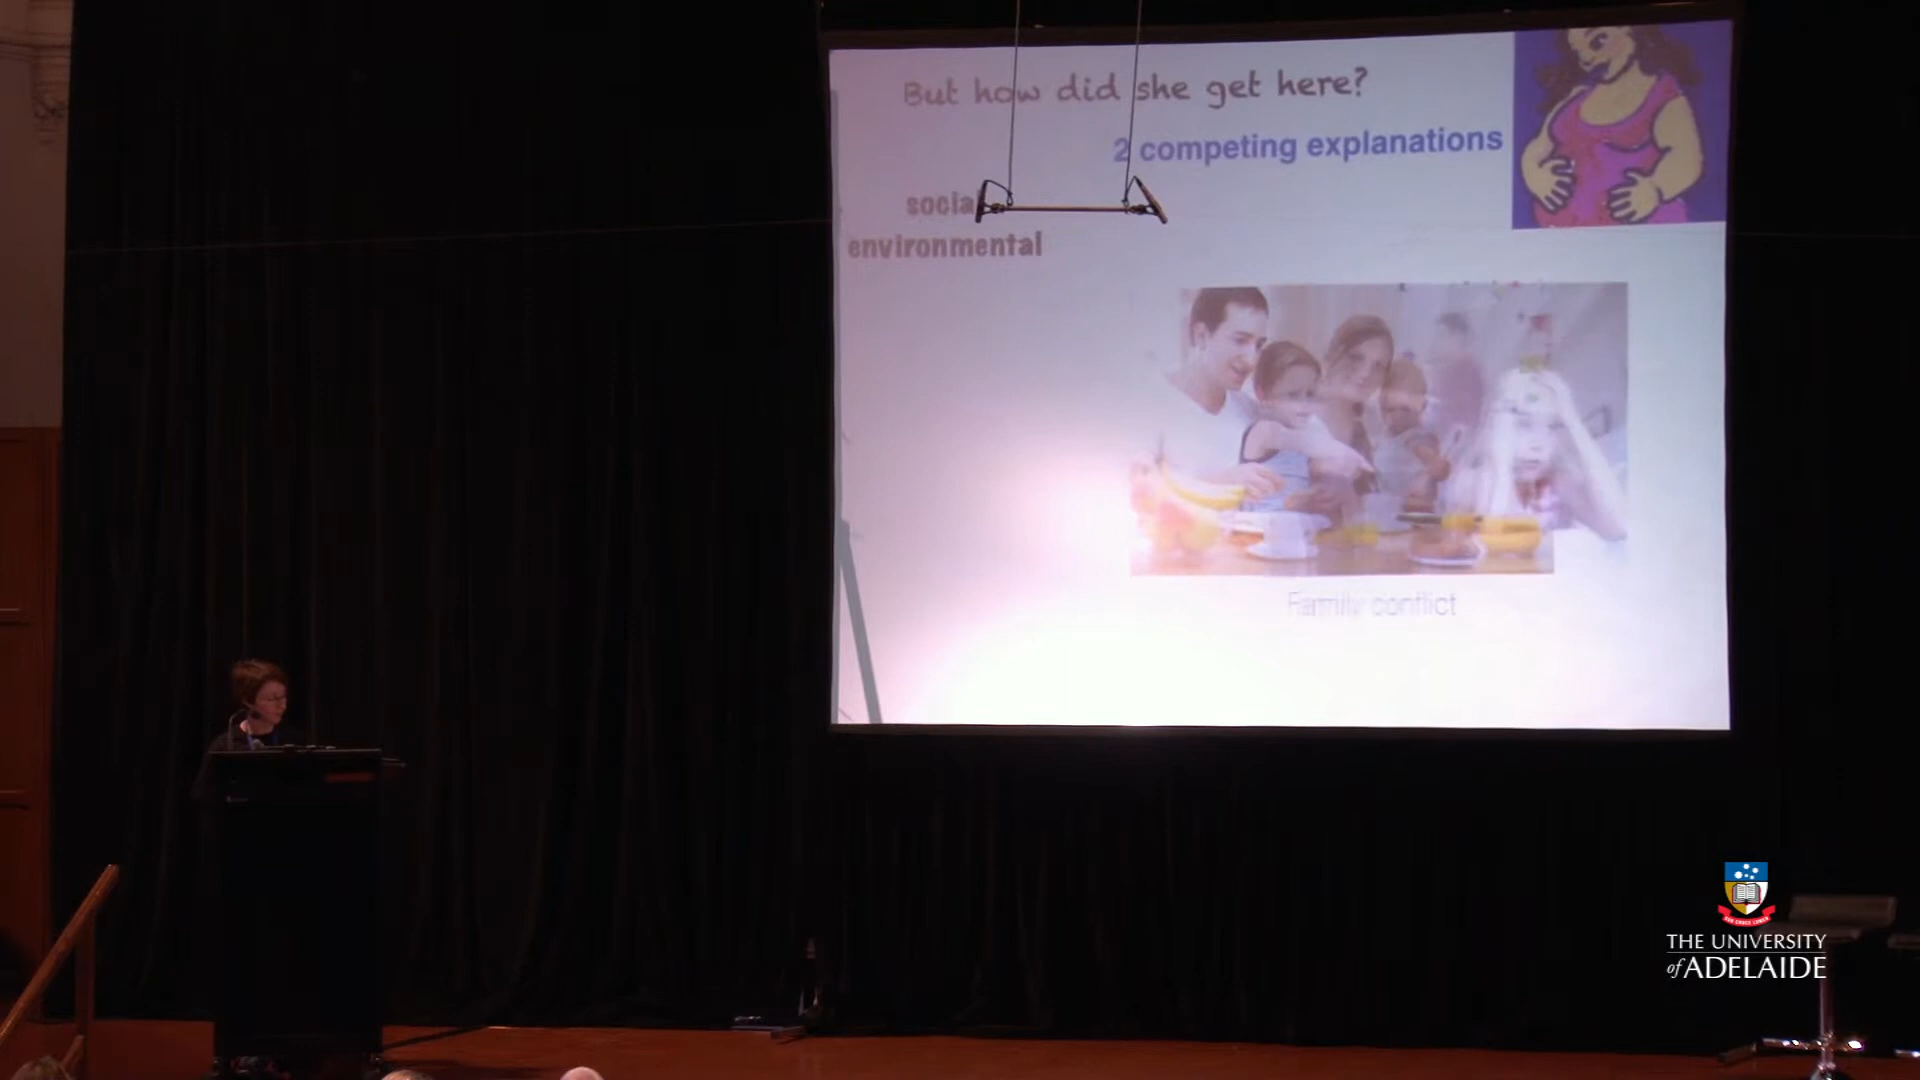 But how did she get here?
2 competing explanations
social
environmental
Family conflict
THE UNIVERSITY
of ADELAIDE